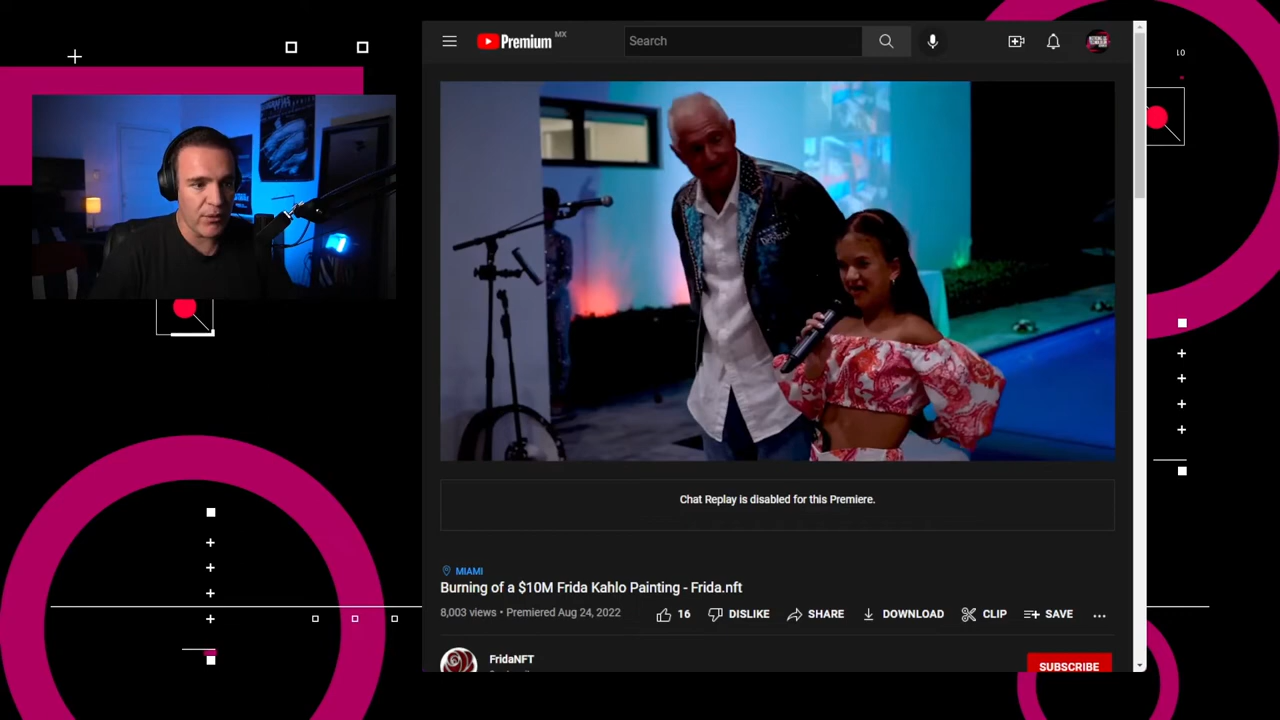 Premium MX
Search
Chat Replay is disabled for this Premiere.
MIAMI
Burning of a $10M Frida Kahlo Painting - Frida.nft
8,003 views • Premiered Aug 24, 2022
16
DISLIKE
SHARE
DOWNLOAD
CLIP
SAVE
FridaNFT
SUBSCRIBE